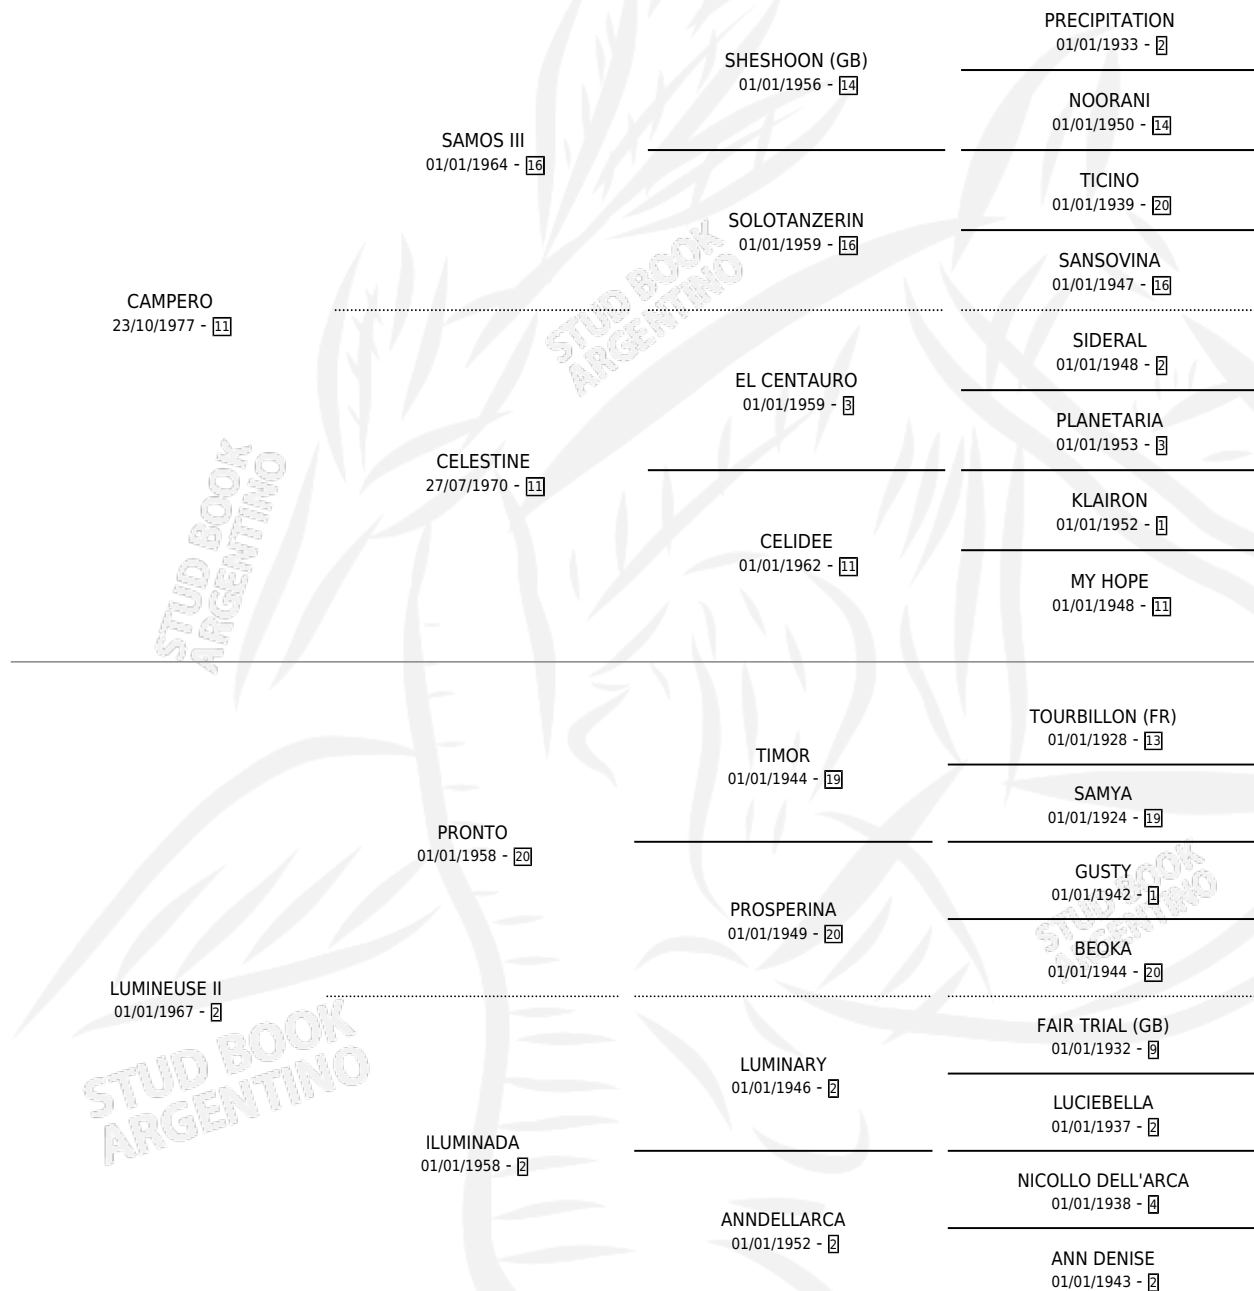 PRECIPITATION
01/01/1933 - 2
SHESHOON (GB)
01/01/1956 - 14
NOORANI
01/01/1950 - 14
SAMOS III
01/01/1964 - 16
TICINO
01/01/1939 - 20
SOLOTANZERIN
01/01/1959 - 16
SANSOVINA
01/01/1947 - 16
CAMPERO
23/10/1977 - 11
SIDERAL
01/01/1948 - 2
EL CENTAURO
01/01/1959 - 3
PLANETARIA
01/01/1953 - 3
CELESTINE
27/07/1970 - 11
KLAIRON
01/01/1952 - 1
CELIDEE
01/01/1962 - 11
MY HOPE
01/01/1948 - 11
TOURBILLON (FR)
01/01/1928 - 13
TIMOR
01/01/1944 - 19
SAMYA
01/01/1924 - 19
PRONTO
01/01/1958 - 20
GUSTY
01/01/1942 - 1
PROSPERINA
01/01/1949 - 20
BEOKA
01/01/1944 - 20
LUMINEUSE II
01/01/1967 - 2
FAIR TRIAL (GB)
01/01/1932 - 9
LUMINARY
01/01/1946 - 2
LUCIEBELLA
01/01/1937 - 2
ILUMINADA
01/01/1958 - 2
NICOLLO DELL'ARCA
01/01/1938 - 4
ANNDELLARCA
01/01/1952 - 2
ANN DENISE
01/01/1943 - 2
STUD BOOK
ARGENTINO
STUD BOOK
ARGENTINO
STUD BOOK
ARGENTINO
STUD BOOK
ARGENTINO